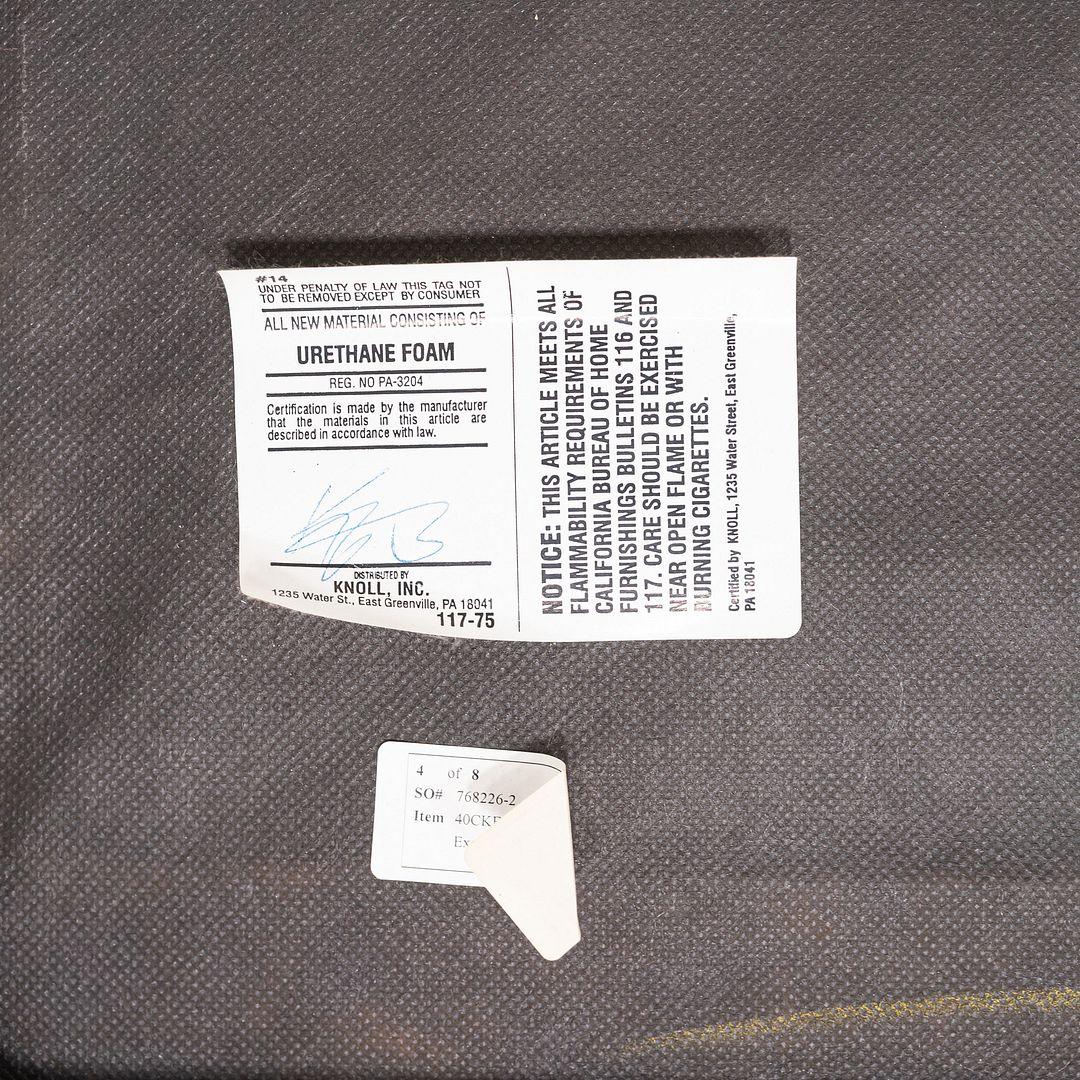 #14
UNDER PENALTY OF LAW THIS TAG NOT
TO BE REMOVED EXCEPT BY CONSUMER
ALL NEW MATERIAL CONSISTING OF
URETHANE FOAM
REG. NO PA-3204
Certification is made by the manufacturer
that the materials in this article are
described in accordance with law.
DISTRIBUTED BY
KNOLL, INC.
1235 Water St., East Greenville, PA 18041
117-75
NOTICE: THIS ARTICLE MEETS ALL
FLAMMABILITY REQUIREMENTS OF
CALIFORNIA BUREAU OF HOME
FURNISHINGS BULLETINS 116 AND
117. CARE SHOULD BE EXERCISED
NEAR OPEN FLAME OR WITH
BURNING CIGARETTES.
Certified by KNOLL, 1235 Water Street, East Greenville,
PA 18041
4 of 8
SO# 768226-2
Item